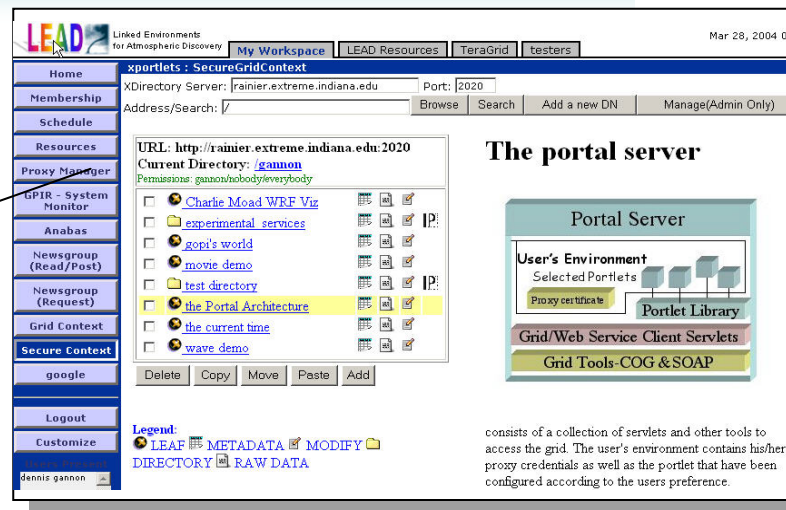 LEAD
Linked Environments
for Atmospheric Discovery
My Workspace
LEAD Resources
TeraGrid
testers
Mar 28, 2004
Home
Membership
Schedule
Resources
Proxy Manager
GPIR - System
Monitor
Anabas
Newsgroup
(Read/Post)
Newsgroup
(Request)
Grid Context
Secure Context
google
Logout
Customize
dennis gannon
xportlets : SecureGridContext
XDirectory Server: rainier.extreme.indiana.edu Port: 2020
Address/Search: / Browse Search Add a new DN Manage(Admin Only)
URL: http://rainier.extreme.indiana.edu:2020
Current Directory: /gannon
Permissions: gannon/nobody/everybody
Charlie Moad WRF Viz
experimental services
gopi's world
movie demo
test directory
the Portal Architecture
the current time
wave demo
Delete Copy Move Paste Add
Legend:
LEAF METADATA MODIFY
DIRECTORY RAW DATA
The portal server
Portal Server
User's Environment
Selected Portlets
Proxy certificate
Portlet Library
Grid/Web Service
Client Servlets
Grid Tools-COG & SOAP
consists of a collection of servlets and other tools to
access the grid. The user's environment contains his/her
proxy credentials as well as the portlet that have been
configured according to the users preference.